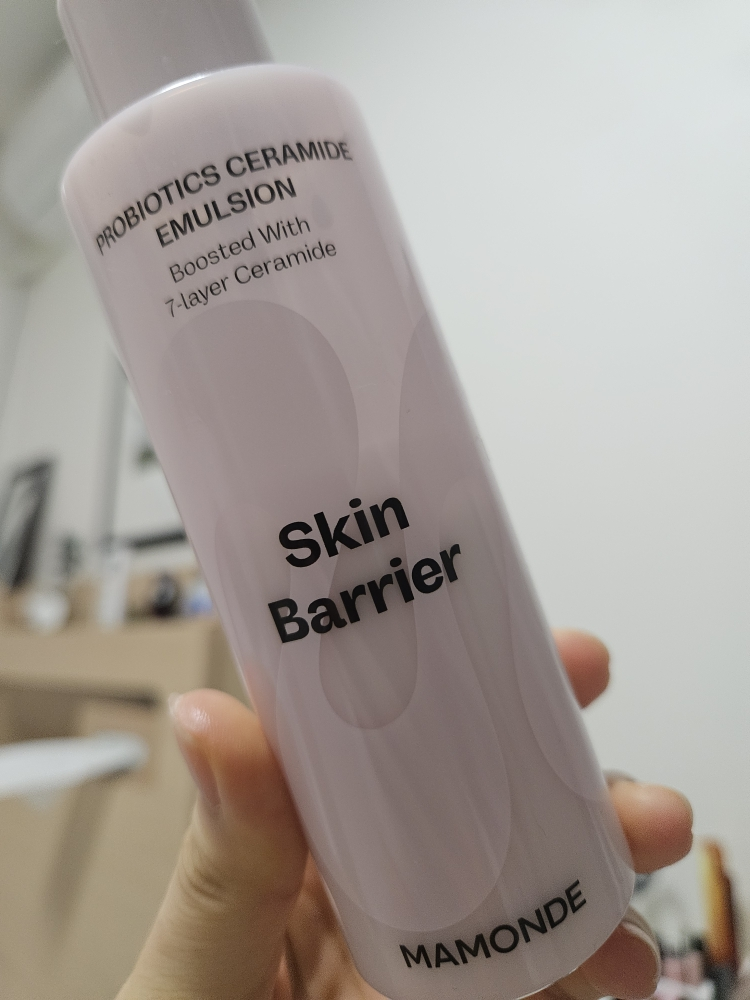 PROBIOTICS CERAMIDE
EMULSION
Boosted With
7-layer Ceramide
Skin
Barrier
MAMONDE